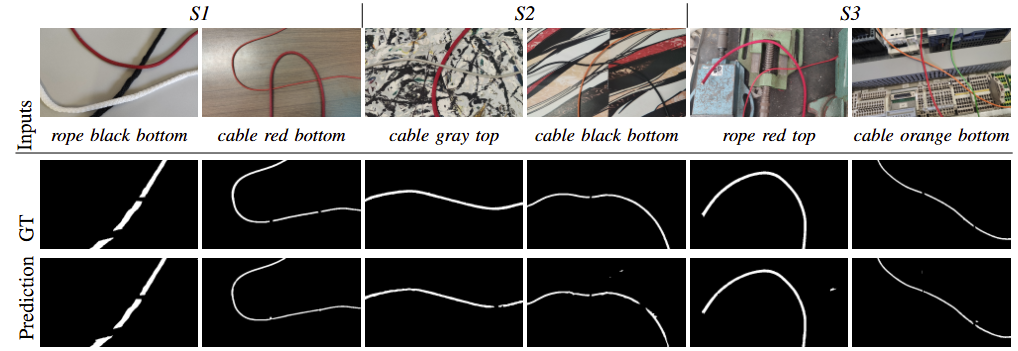 S1 S2 S3
Inputs
rope black bottom cable red bottom cable gray top cable black bottom rope red top cable orange bottom
GT
Prediction